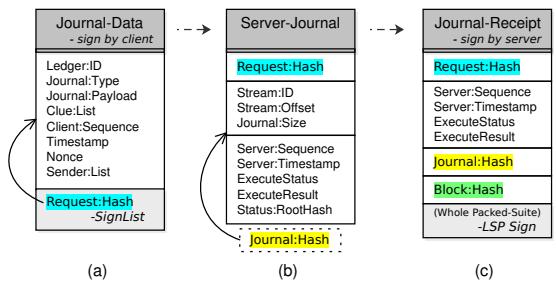 Journal-Data
- sign by client
Ledger:ID
Journal:Type
Journal:Payload
Clue:List
Client:Sequence
Timestamp
Nonce
Sender:List
Request:Hash
-SignList
(a)
Server-Journal
Request:Hash
Stream:ID
Stream:Offset
Journal:Size
Server:Sequence
Server:Timestamp
ExecuteStatus
ExecuteResult
Status:RootHash
Journal:Hash
(b)
Journal-Receipt
- sign by server
Request:Hash
Server:Sequence
Server:Timestamp
ExecuteStatus
ExecuteResult
Journal:Hash
Block:Hash
(Whole Packed-Suite)
-LSP Sign
(c)